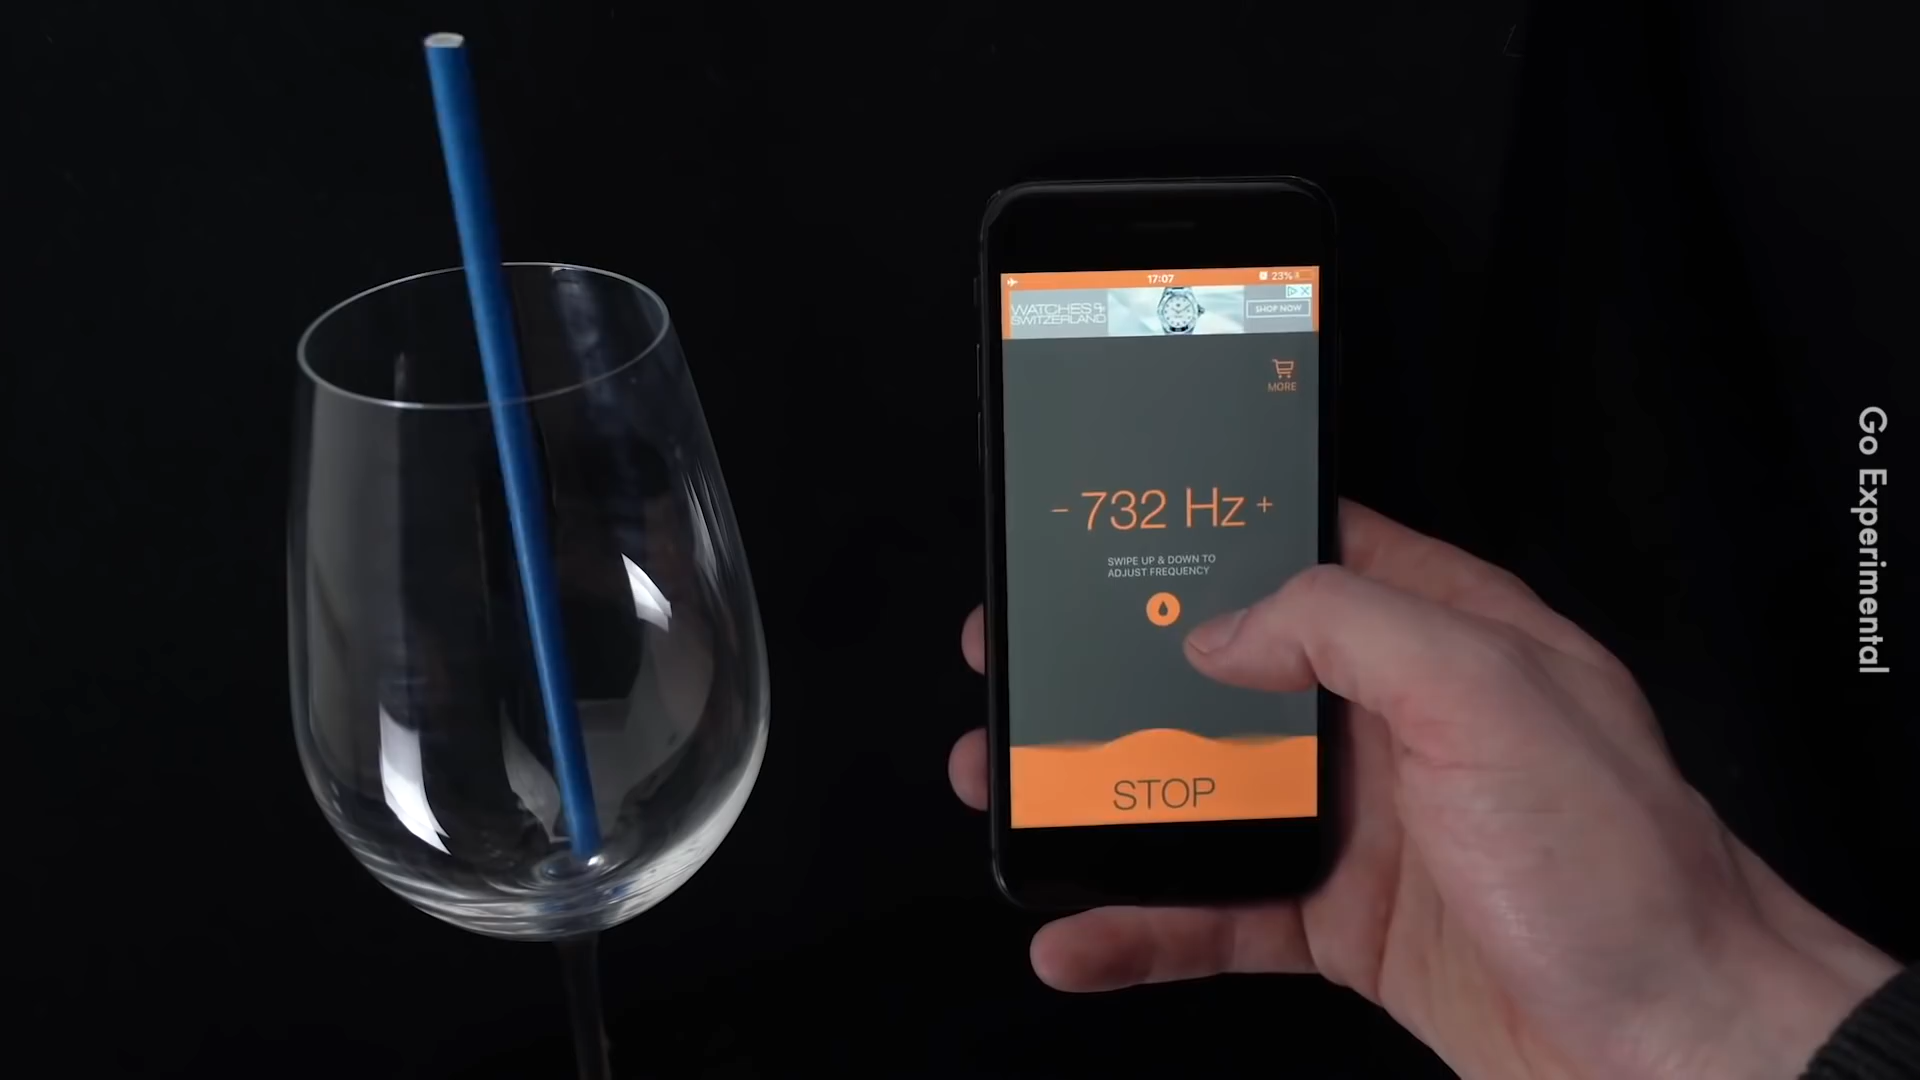 17:07
23%
WATCHES OF
SWITZERLAND
SHOP NOW
MORE
- 732 Hz +
SWIPE UP & DOWN TO
ADJUST FREQUENCY
STOP
Go Experimental